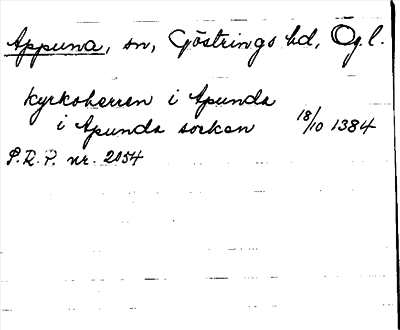 Appuna, sn, Göstrings hd, Ög.l.
kyrkoherren i Apunda
i Apunda socken 18/10 1384
S.R.P. nr. 2054